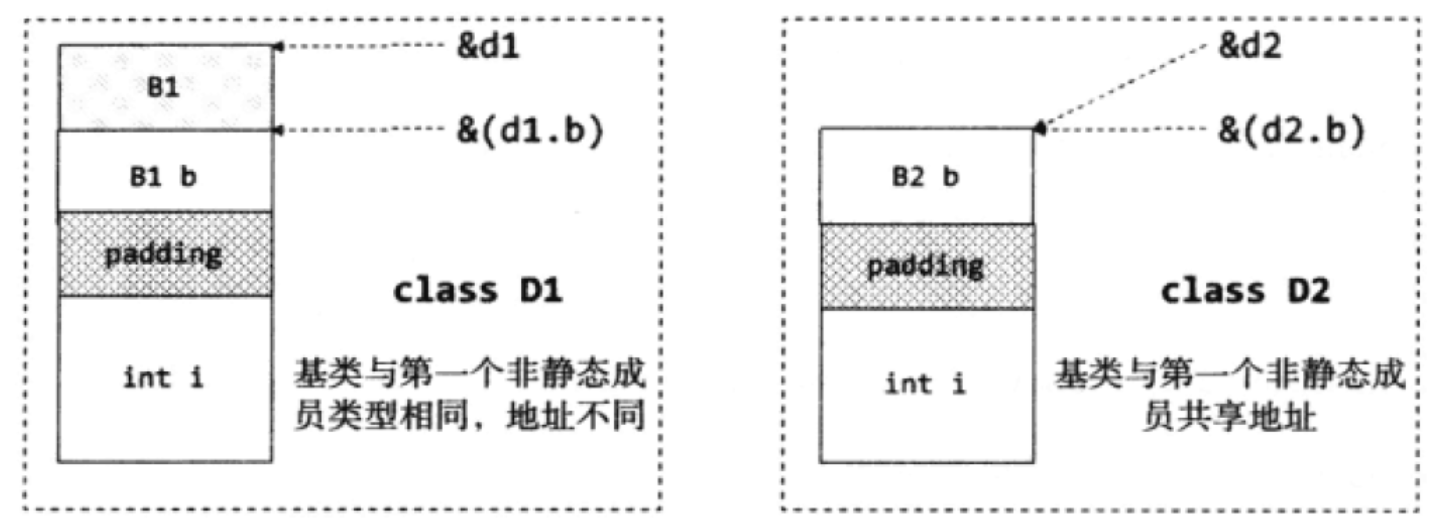 &d1
B1
&(d1.b)
B1 b
padding
class D1
int i
基类与第一个非静态成
员类型相同，地址不同
&d2
&(d2.b)
B2 b
padding
class D2
int i
基类与第一个非静态成
员共享地址